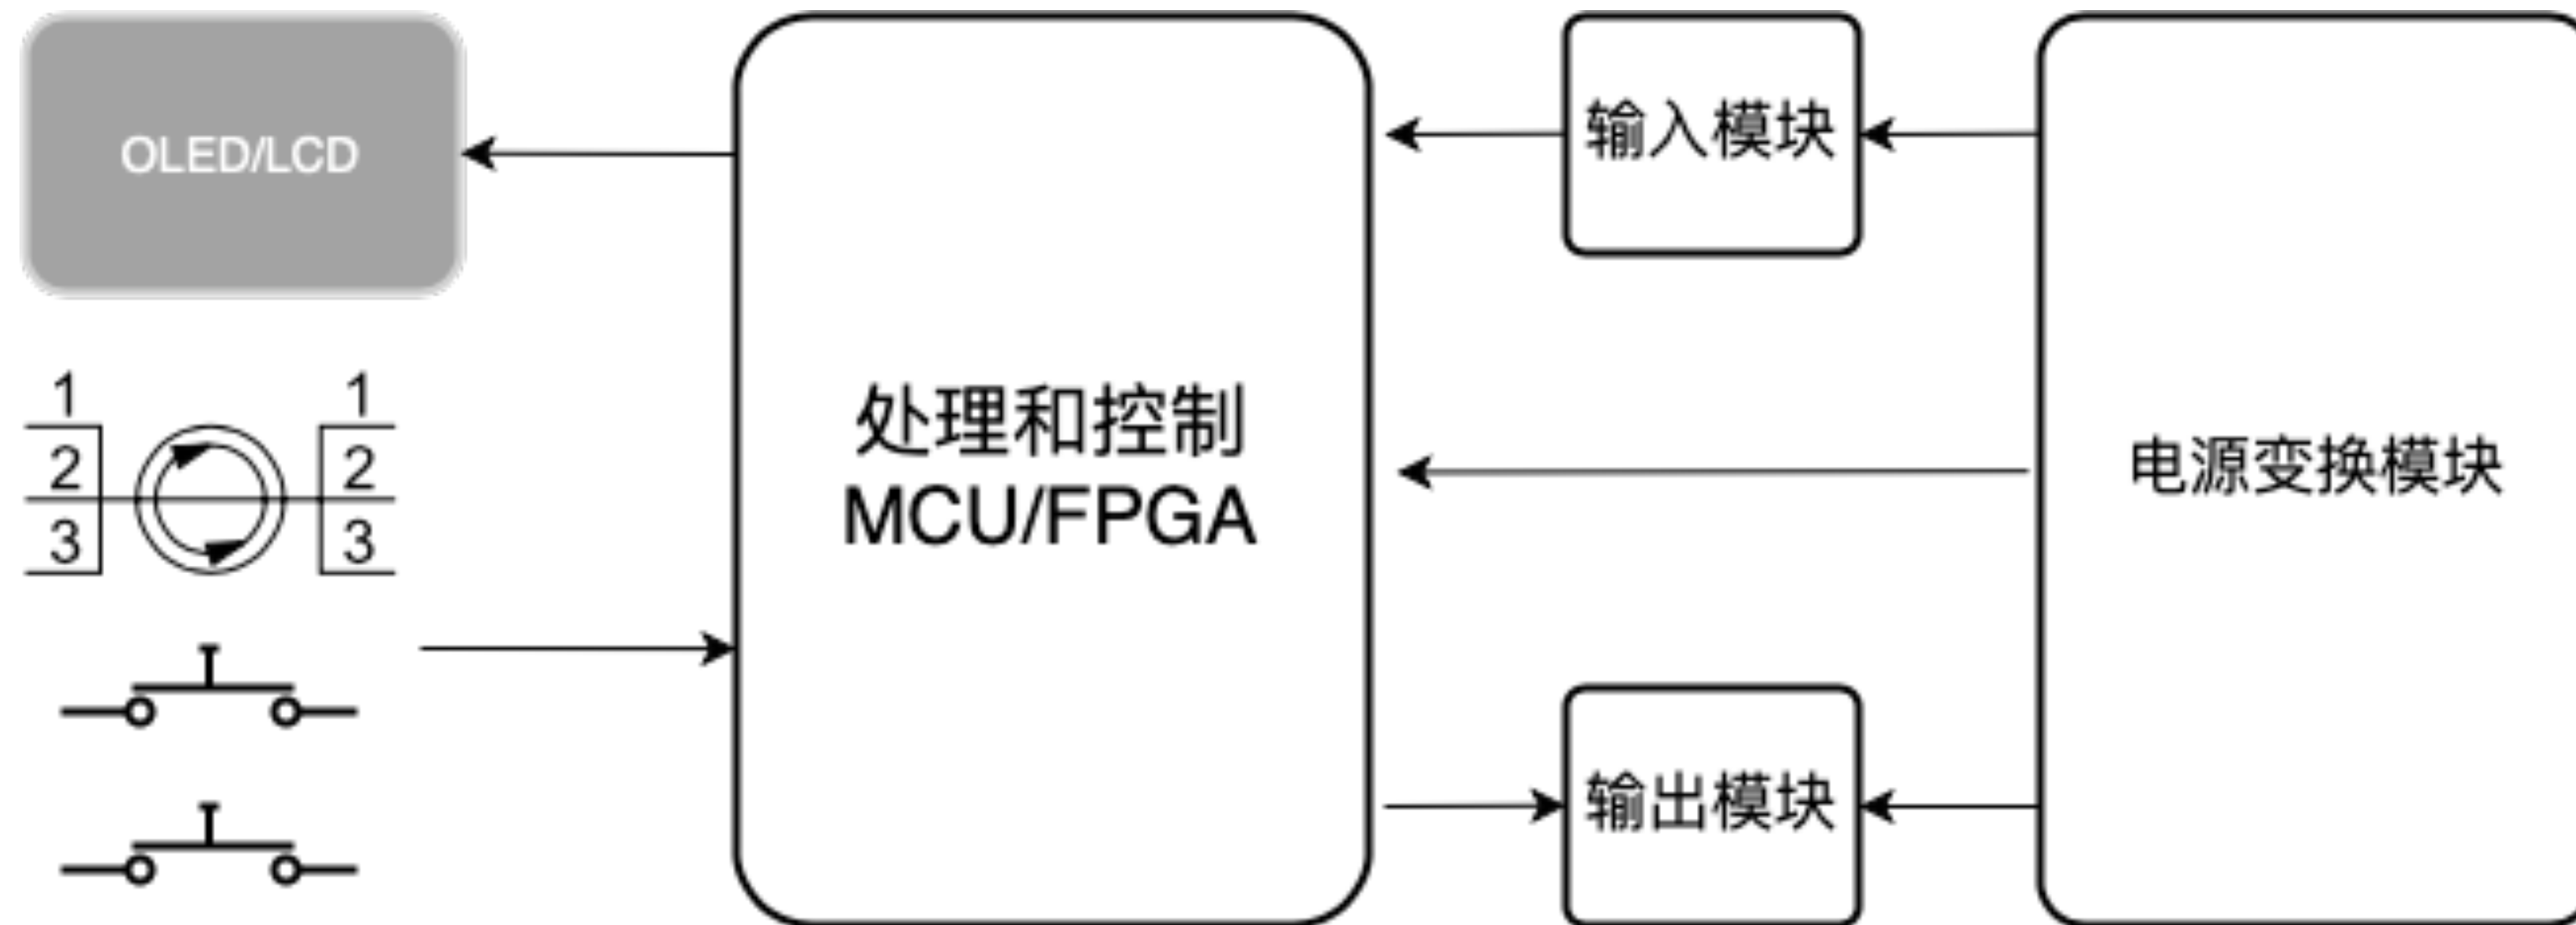 OLED/LCD
输入模块
1 1
2 2
3 3
处理和控制
MCU/FPGA
电源变换模块
输出模块